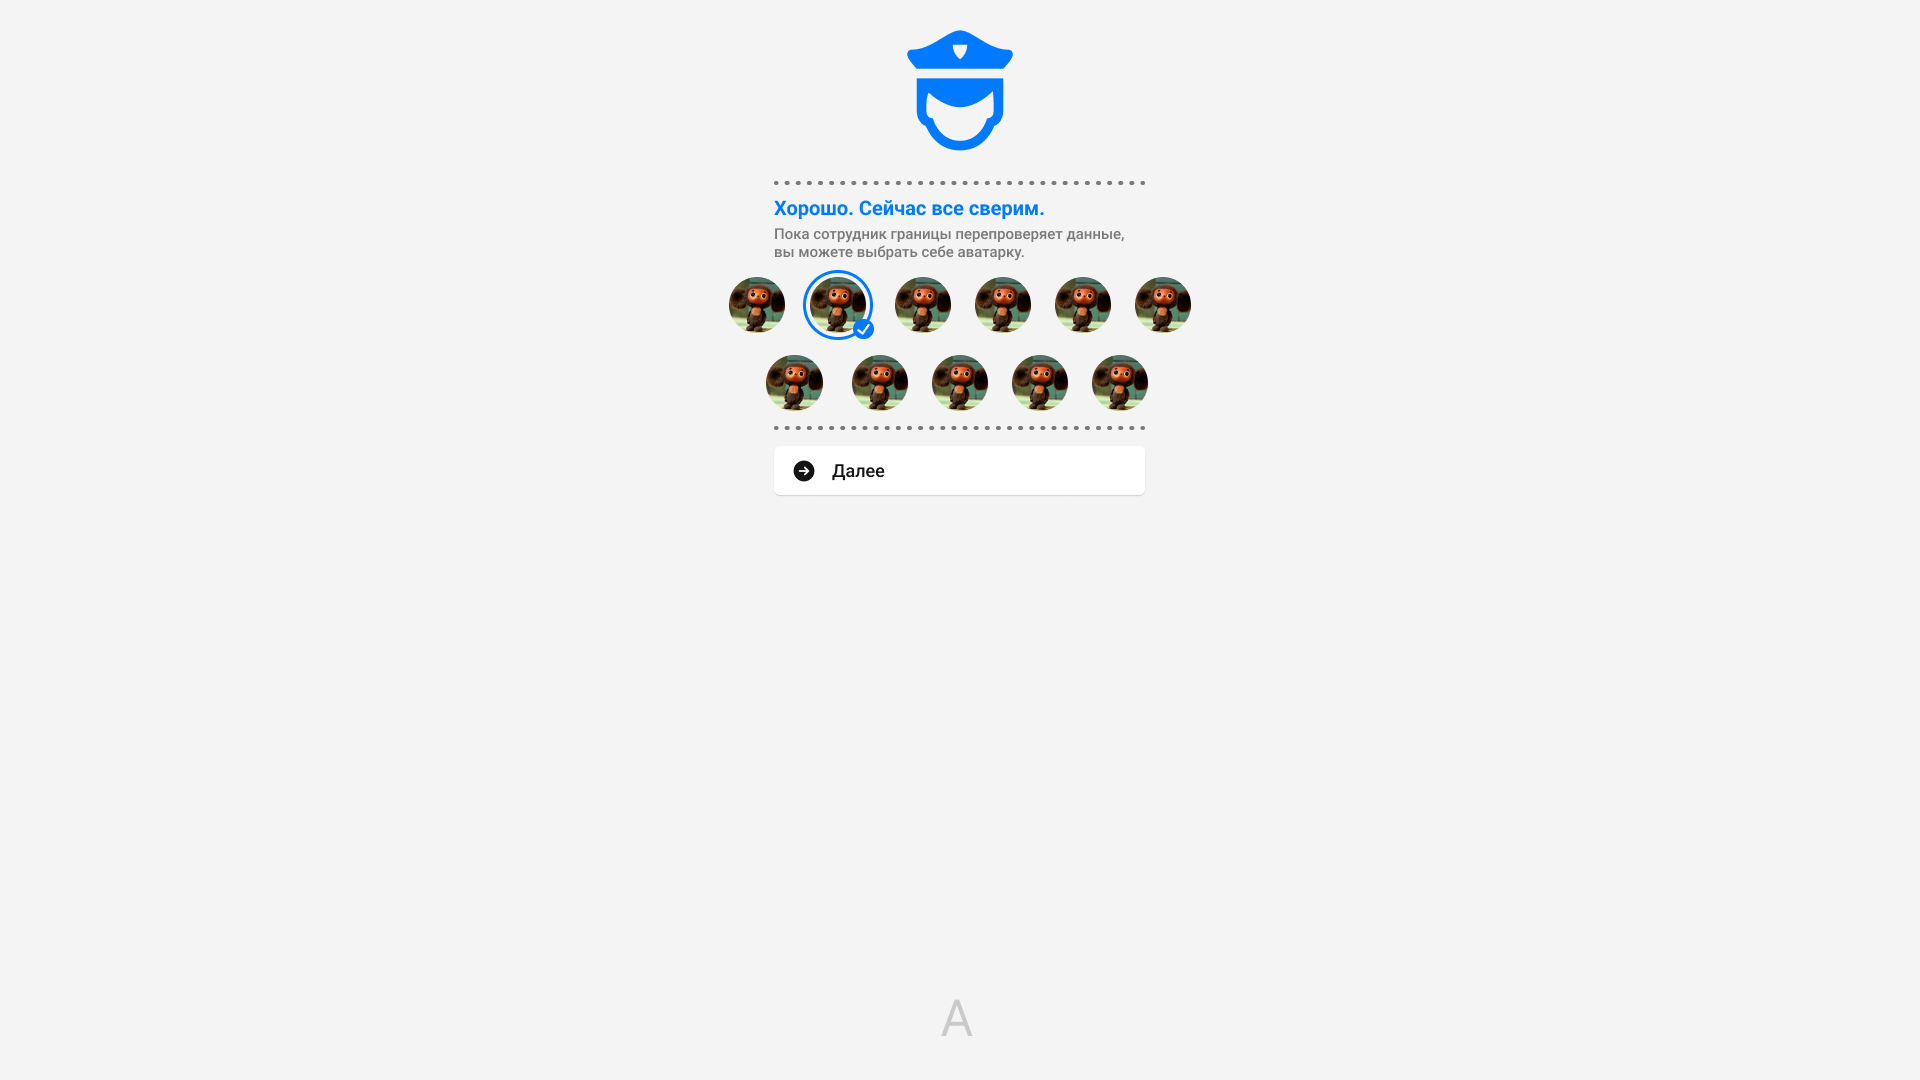 Хорошо. Сейчас все сверим.
Пока сотрудник границы перепроверяет данные,
вы можете выбрать себе аватарку.
Далее
A